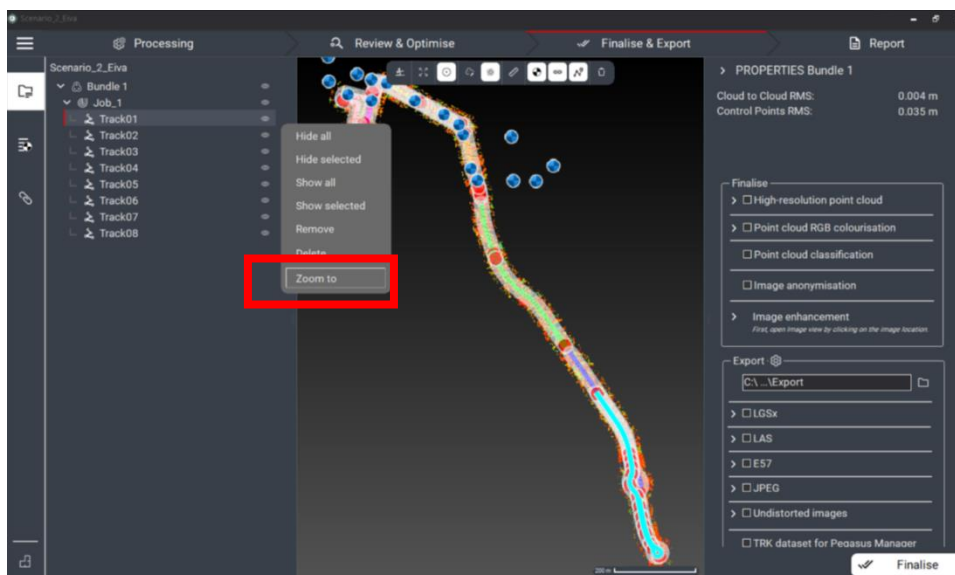 Scenario_2_Eiva
Processing
Review & Optimise
Finalise & Export
Report
Scenario_2_Eiva
Bundle 1
Job_1
Track01
Track02
Track03
Track04
Track05
Track06
Track07
Track08
Hide all
Hide selected
Show all
Show selected
Remove
Delete
Zoom to
PROPERTIES Bundle 1
Cloud to Cloud RMS: 0.004 m
Control Points RMS: 0.035 m
Finalise
High-resolution point cloud
Point cloud RGB colourisation
Point cloud classification
Image anonymisation
Image enhancement
First, open image view by clicking on the image location
Export
C:\ ...\Export
LGSx
LAS
E57
JPEG
Undistorted images
TRK dataset for Pegasus Manager
200 m
Finalise